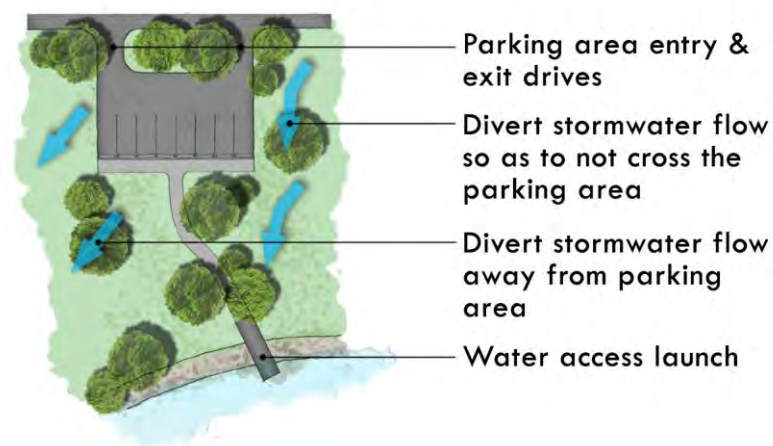 Parking area entry &
exit drives
Divert stormwater flow
so as to not cross the
parking area
Divert stormwater flow
away from parking
area
Water access launch